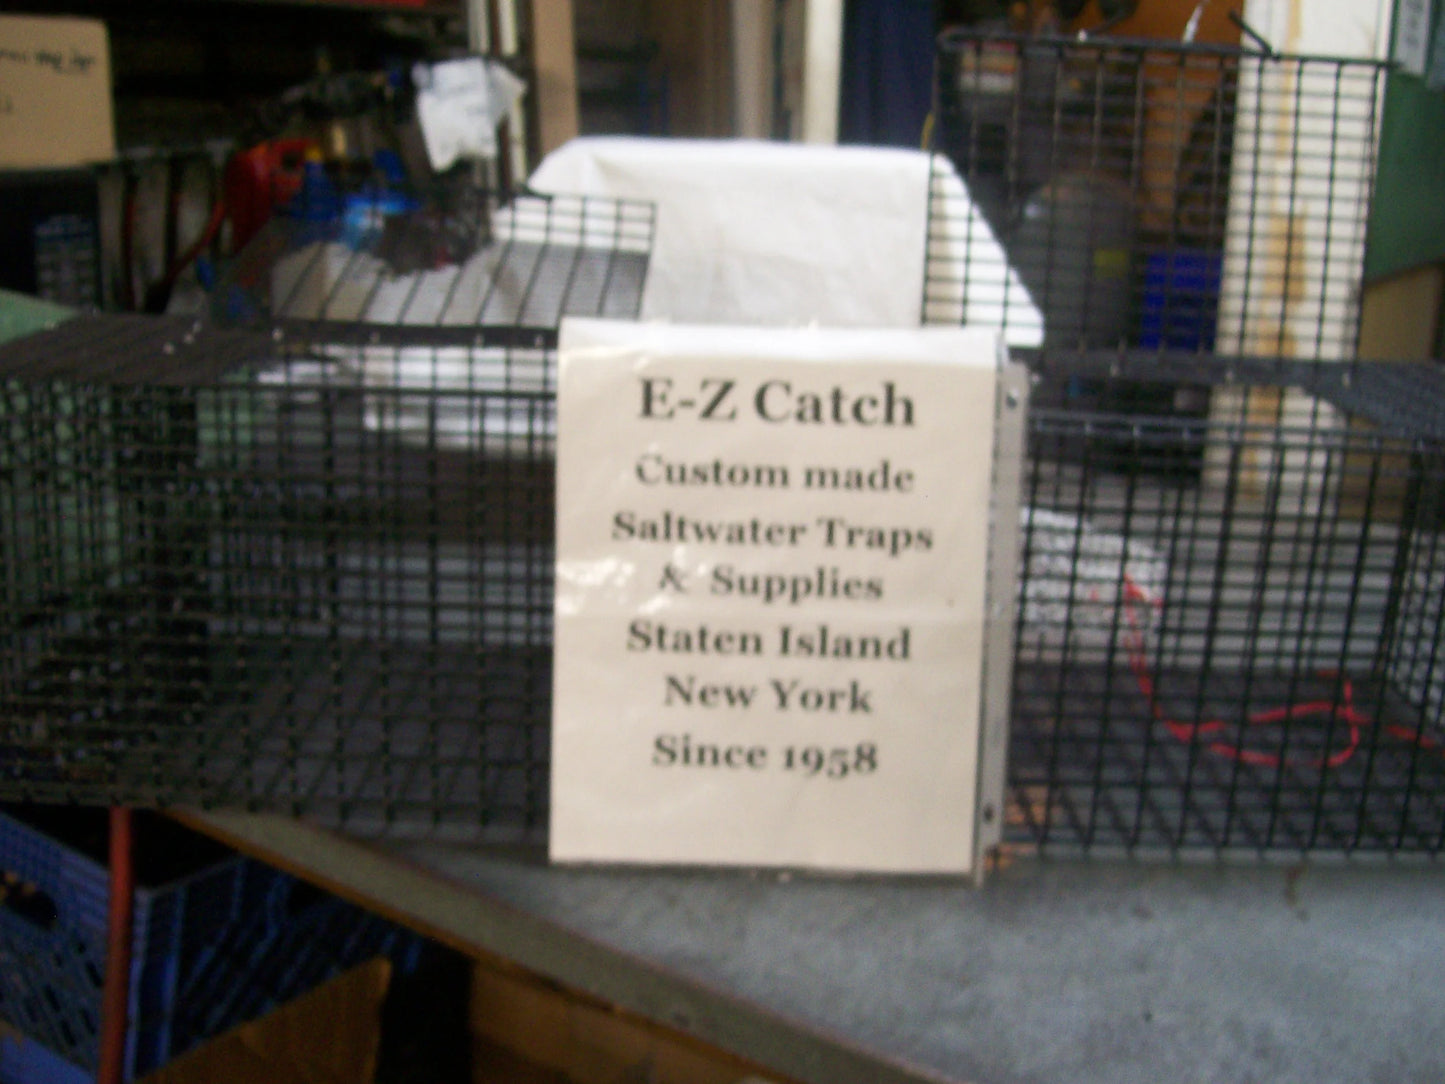 E-Z Catch
Custom made
Saltwater Traps
& Supplies
Staten Island
New York
Since 1958